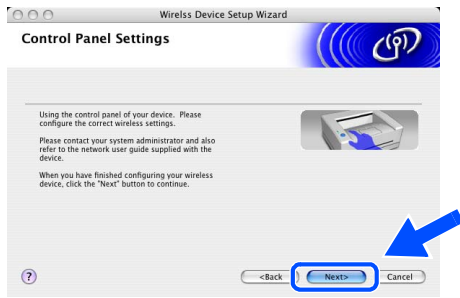 Wirelss Device Setup Wizard
Control Panel Settings
Using the control panel of your device. Please
configure the correct wireless settings.
Please contact your system administrator and also
refer to the network user guide supplied with the
device.
When you have finished configuring your wireless
device, click the "Next" button to continue.
?
<Back
Next>
Cancel